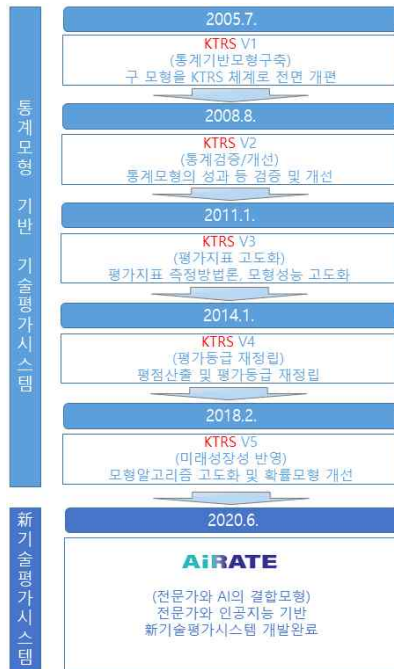 통계모형 기반 기술평가시스템
2005.7.
KTRS V1
(통계기반모형구축)
구 모형을 KTRS 체계로 전면 개편
2008.8.
KTRS V2
(통계검증/개선)
통계모형의 성과 등 검증 및 개선
2011.1.
KTRS V3
(평가지표 고도화)
평가지표 측정방법론, 모형성능 고도화
2014.1.
KTRS V4
(평가등급 재정립)
평점산출 및 평가등급 재정립
2018.2.
KTRS V5
(미래성장성 반영)
모형알고리즘 고도화 및 확률모형 개선
新기술평가시스템
2020.6.
AiRATE
(전문가와 AI의 결합모형)
전문가와 인공지능 기반
新기술평가시스템 개발완료